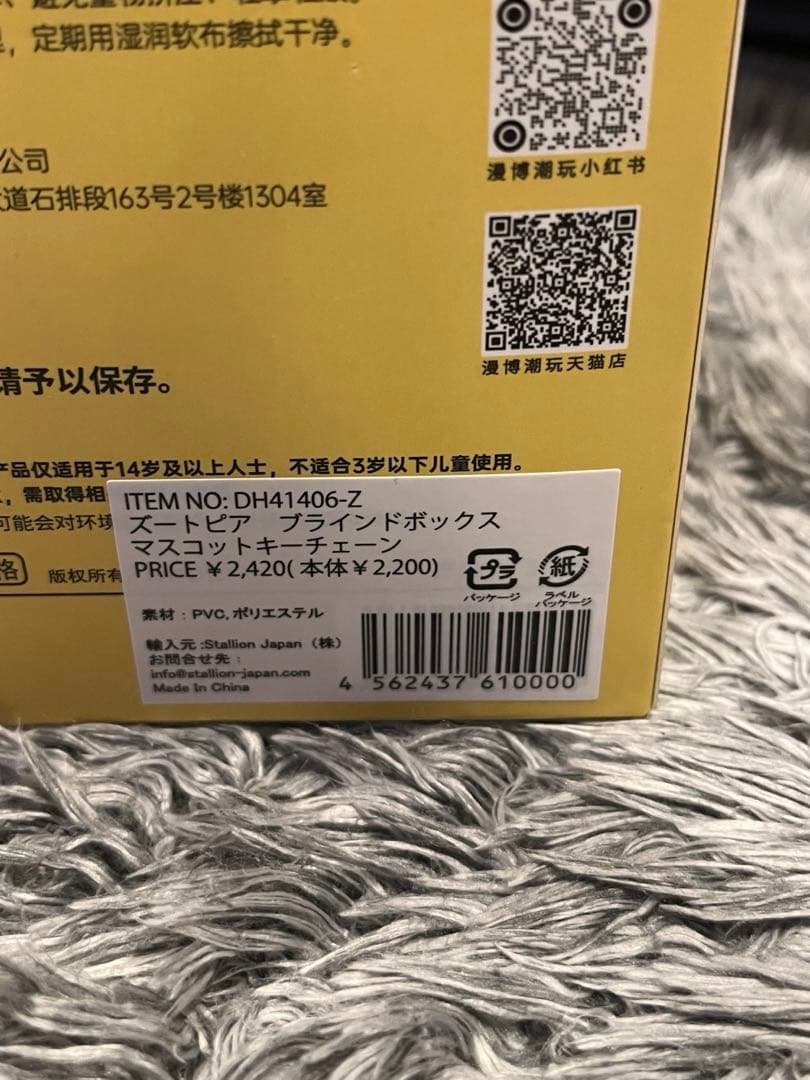 定期用湿润软布擦拭干净。
漫博潮玩小红书
公司
道石排段163号2号楼1304室
漫博潮玩天猫店
请予以保存。
产品仅适用于14岁及以上人士，不适合3岁以下儿童使用。
，需取得相
可能会对环境
格
版权所有
ITEM NO: DH41406-Z
ズートピア　ブラインドボックス
マスコットキーチェーン
PRICE ￥2,420( 本体￥2,200)
プラ
パッケージ
紙
ラベル
パッケージ
素材：PVC,ポリエステル
輸入元:Stallion Japan（株）
お問合せ先：
info@stallion-japan.com
Made In China
4 562437 610000